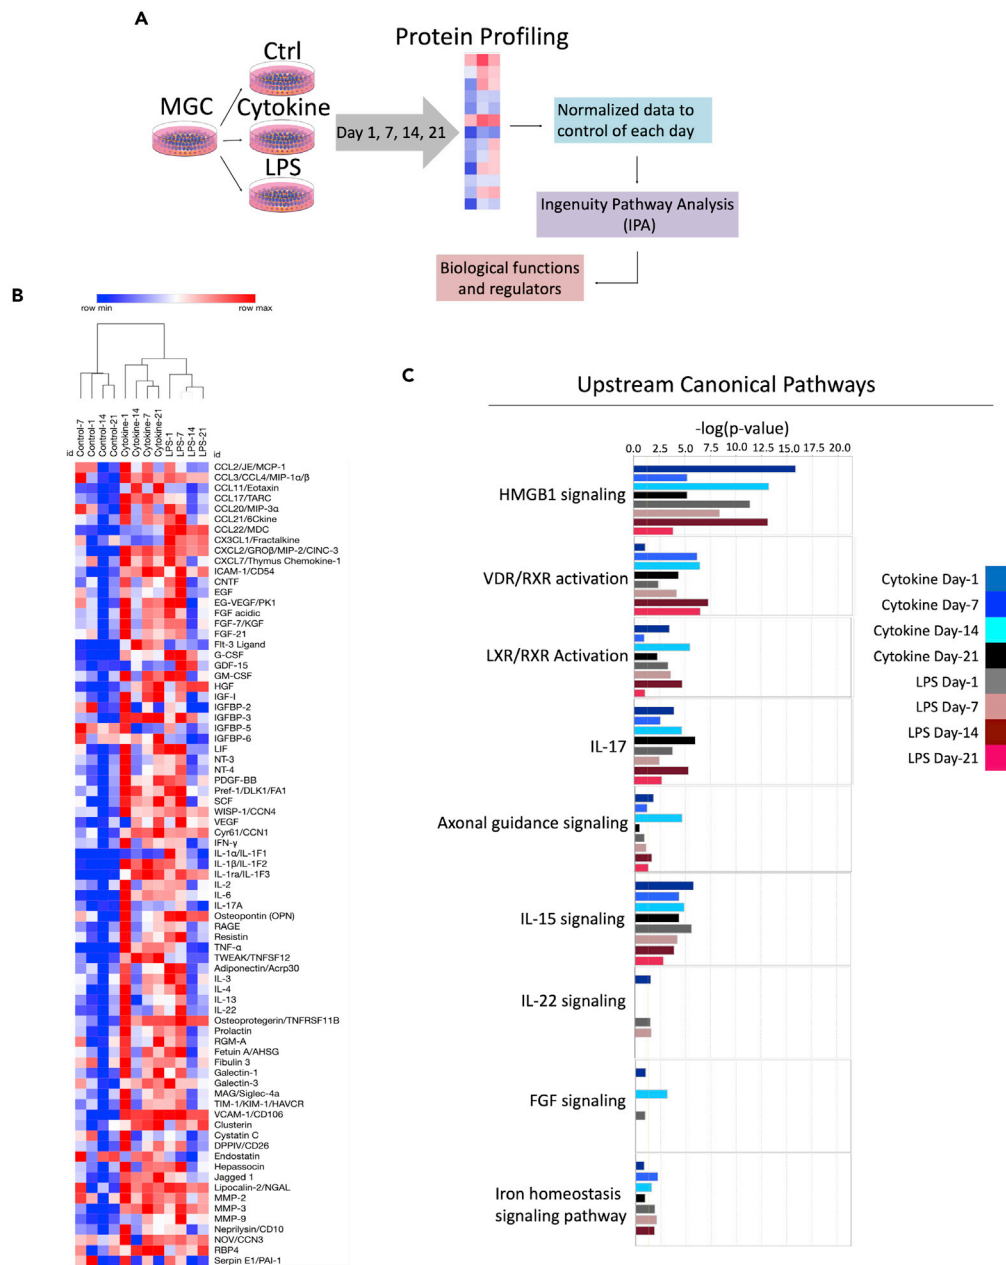 A
Protein Profiling
Ctrl
MGC
Cytokine
LPS
Day 1, 7, 14, 21
Normalized data to
control of each day
Ingenuity Pathway Analysis
(IPA)
Biological functions
and regulators
B
row min
row max
id
Control-7
Control-1
Control-14
Control-21
Cytokine-1
Cytokine-14
Cytokine-7
Cytokine-21
LPS-1
LPS-7
LPS-14
LPS-21
id
CCL2/JE/MCP-1
CCL3/CCL4/MIP-1α/β
CCL11/Eotaxin
CCL17/TARC
CCL20/MIP-3α
CCL21/6Ckine
CCL22/MDC
CX3CL1/Fractalkine
CXCL2/GROβ/MIP-2/CINC-3
CXCL7/Thymus Chemokine-1
ICAM-1/CD54
CNTF
EGF
EG-VEGF/PK1
FGF acidic
FGF-7/KGF
FGF-21
Flt-3 Ligand
G-CSF
GDF-15
GM-CSF
HGF
IGF-I
IGFBP-2
IGFBP-3
IGFBP-5
IGFBP-6
LIF
NT-3
NT-4
PDGF-BB
Pref-1/DLK1/FA1
SCF
WISP-1/CCN4
VEGF
Cyr61/CCN1
IFN-γ
IL-1α/IL-1F1
IL-1β/IL-1F2
IL-1ra/IL-1F3
IL-2
IL-6
IL-17A
Osteopontin (OPN)
RAGE
Resistin
TNF-α
TWEAK/TNFSF12
Adiponectin/Acrp30
IL-3
IL-4
IL-13
IL-22
Osteoprotegerin/TNFRSF11B
Prolactin
RGM-A
Fetuin A/AHSG
Fibulin 3
Galectin-1
Galectin-3
MAG/Siglec-4a
TIM-1/KIM-1/HAVCR
VCAM-1/CD106
Clusterin
Cystatin C
DPPIV/CD26
Endostatin
Hepassocin
Jagged 1
Lipocalin-2/NGAL
MMP-2
MMP-3
MMP-9
Neprilysin/CD10
NOV/CCN3
RBP4
Serpin E1/PAI-1
C
Upstream Canonical Pathways
-log(p-value)
0.0 2.5 5.0 7.5 10.0 12.5 15.0 17.5 20.0
HMGB1 signaling
VDR/RXR activation
LXR/RXR Activation
IL-17
Axonal guidance signaling
IL-15 signaling
IL-22 signaling
FGF signaling
Iron homeostasis
signaling pathway
Cytokine Day-1
Cytokine Day-7
Cytokine Day-14
Cytokine Day-21
LPS Day-1
LPS Day-7
LPS Day-14
LPS Day-21